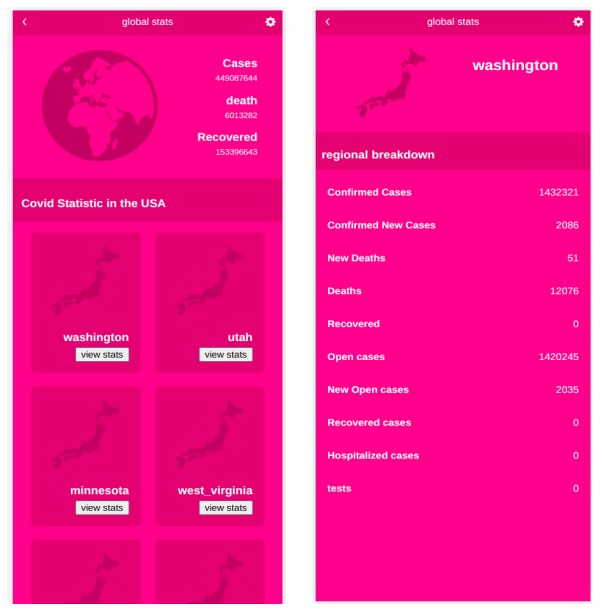 global stats
Cases
449087644
death
6013282
Recovered
153396643
Covid Statistic in the USA
washington
view stats
utah
view stats
minnesota
view stats
west_virginia
view stats
global stats
washington
regional breakdown
Confirmed Cases 1432321
Confirmed New Cases 2086
New Deaths 51
Deaths 12076
Recovered 0
Open cases 1420245
New Open cases 2035
Recovered cases 0
Hospitalized cases 0
tests 0